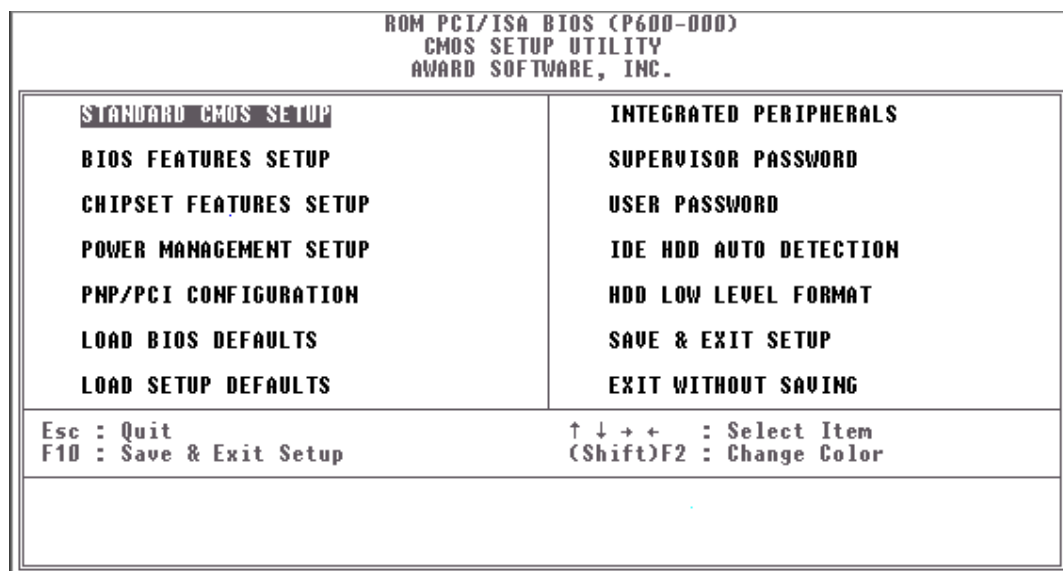 ROM PCI/ISA BIOS (P600-000)
CMOS SETUP UTILITY
AWARD SOFTWARE, INC.
STANDARD CMOS SETUP
BIOS FEATURES SETUP
CHIPSET FEATURES SETUP
POWER MANAGEMENT SETUP
PNP/PCI CONFIGURATION
LOAD BIOS DEFAULTS
LOAD SETUP DEFAULTS
INTEGRATED PERIPHERALS
SUPERVISOR PASSWORD
USER PASSWORD
IDE HDD AUTO DETECTION
HDD LOW LEVEL FORMAT
SAVE & EXIT SETUP
EXIT WITHOUT SAVING
Esc : Quit
F10 : Save & Exit Setup
↑ ↓ → ← : Select Item
(Shift)F2 : Change Color